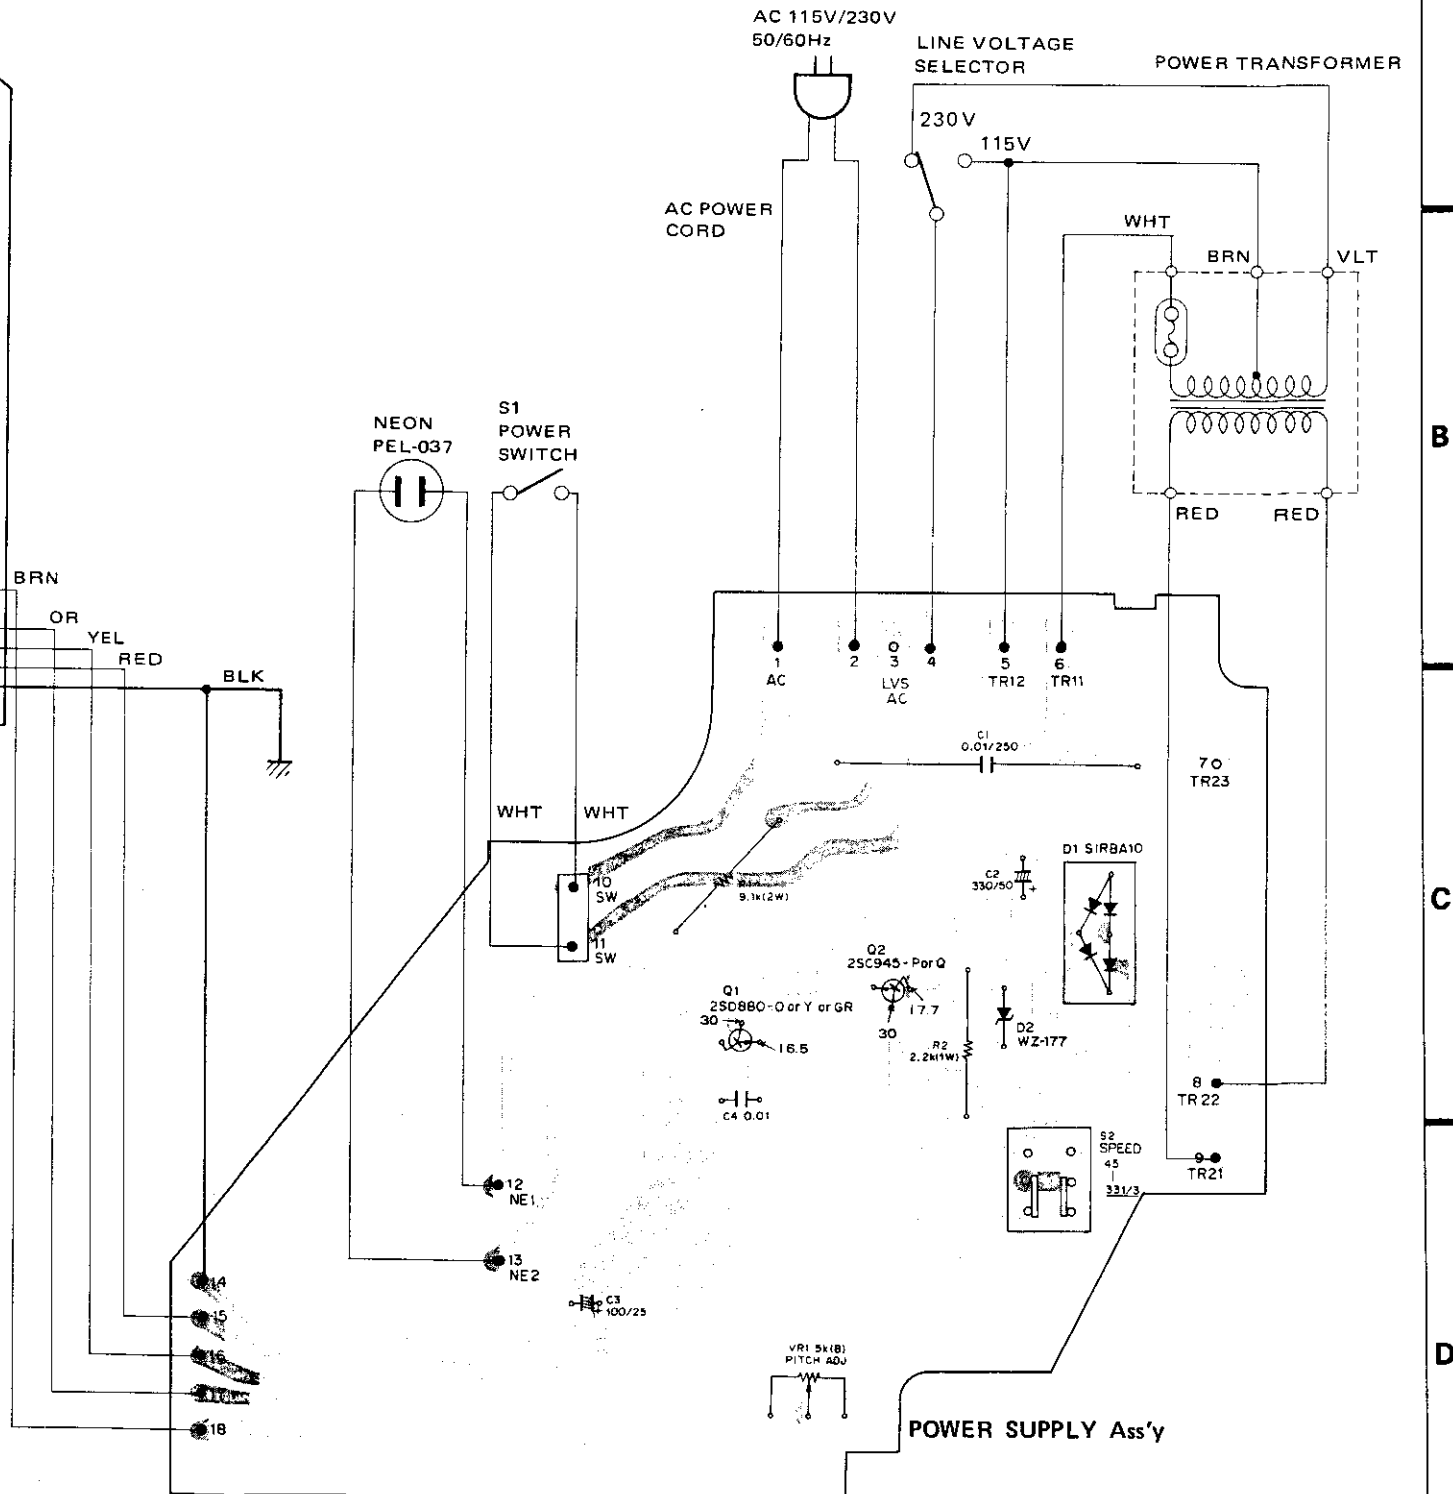 AC 115V/230V
50/60Hz
LINE VOLTAGE
SELECTOR
POWER TRANSFORMER
230V
115V
AC POWER
CORD
WHT
BRN
VLT
NEON
PEL-037
S1
POWER
SWITCH
B
RED
RED
BRN
OR
YEL
RED
BLK
1
AC
2
3
LVS
AC
4
5
TR12
6
TR11
C1
0.01/250
7
TR23
WHT
WHT
D1 SIRBA10
10
SW
9.1k(2W)
C2
330/50
+
C
11
SW
Q2
2SC945-P or Q
17.7
30
Q1
2SD880-O or Y or GR
30
16.5
R2
2.2k(1W)
D2
WZ-177
8
TR22
C4 0.01
S2
SPEED
45
33 1/3
9
TR21
12
NE1
13
NE2
14
15
16
18
C3
100/25
+
VR1 5k(B)
PITCH ADJ
D
POWER SUPPLY Ass'y